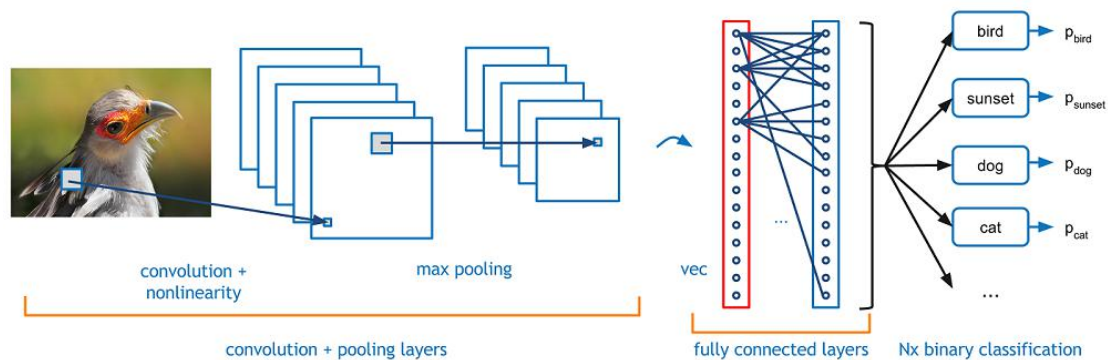 bird
p_bird
sunset
p_sunset
dog
p_dog
cat
p_cat
...
...
convolution +
nonlinearity
max pooling
vec
convolution + pooling layers
fully connected layers
Nx binary classification